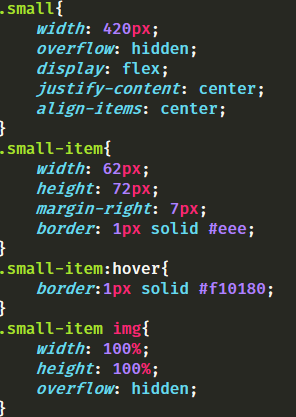 .small{
width: 420px;
overflow: hidden;
display: flex;
justify-content: center;
align-items: center;
}
.small-item{
width: 62px;
height: 72px;
margin-right: 7px;
border: 1px solid #eee;
}
.small-item:hover{
border:1px solid #f10180;
}
.small-item img{
width: 100%;
height: 100%;
overflow: hidden;
}